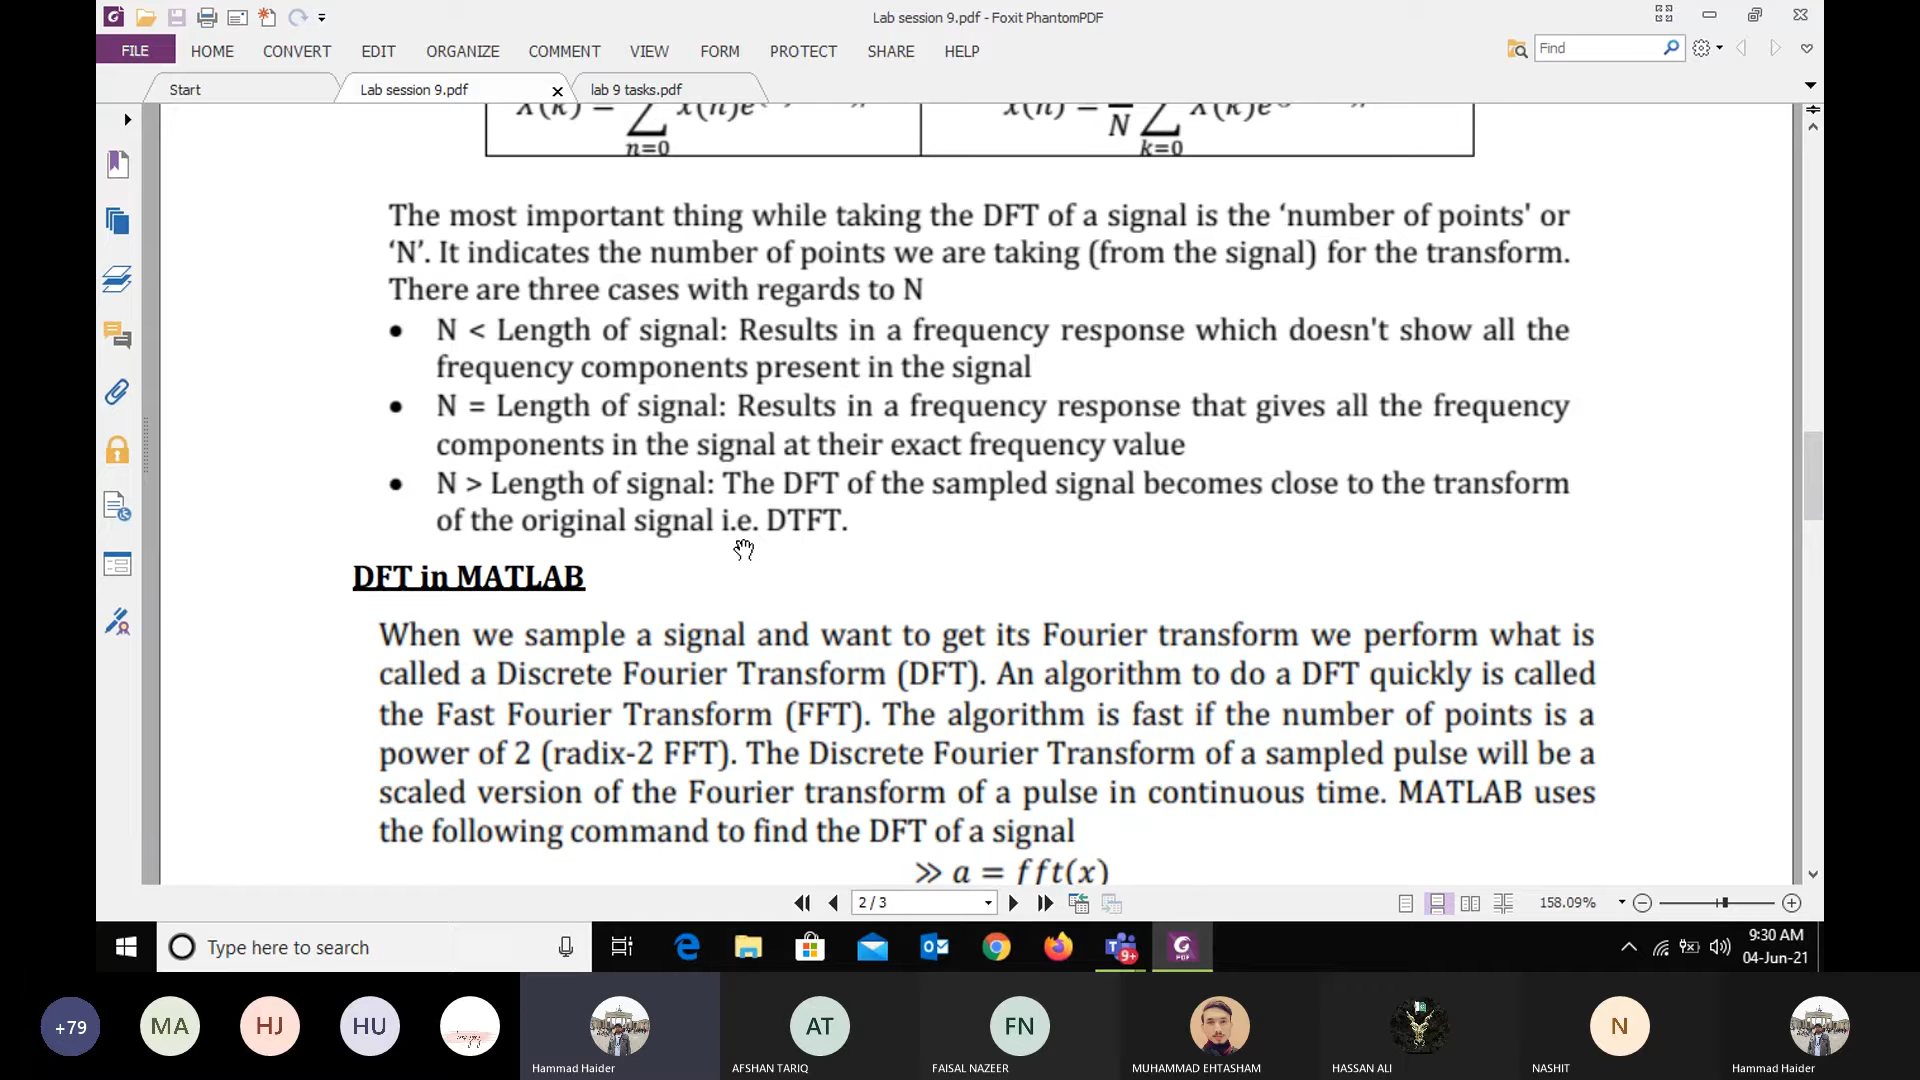 Lab session 9.pdf - Foxit PhantomPDF
FILE HOME CONVERT EDIT ORGANIZE COMMENT VIEW FORM PROTECT SHARE HELP
Find
Start Lab session 9.pdf lab 9 tasks.pdf
n=0
N
k=0
The most important thing while taking the DFT of a signal is the ‘number of points' or
‘N’. It indicates the number of points we are taking (from the signal) for the transform.
There are three cases with regards to N
• N < Length of signal: Results in a frequency response which doesn't show all the
frequency components present in the signal
• N = Length of signal: Results in a frequency response that gives all the frequency
components in the signal at their exact frequency value
• N > Length of signal: The DFT of the sampled signal becomes close to the transform
of the original signal i.e. DTFT.
DFT in MATLAB
When we sample a signal and want to get its Fourier transform we perform what is
called a Discrete Fourier Transform (DFT). An algorithm to do a DFT quickly is called
the Fast Fourier Transform (FFT). The algorithm is fast if the number of points is a
power of 2 (radix-2 FFT). The Discrete Fourier Transform of a sampled pulse will be a
scaled version of the Fourier transform of a pulse in continuous time. MATLAB uses
the following command to find the DFT of a signal
≫ a = fft(x)
2 / 3
158.09%
Type here to search
9+
PDF
9:30 AM
04-Jun-21
+79 MA HJ HU AT FN N
Hammad Haider AFSHAN TARIQ FAISAL NAZEER MUHAMMAD EHTASHAM HASSAN ALI NASHIT Hammad Haider